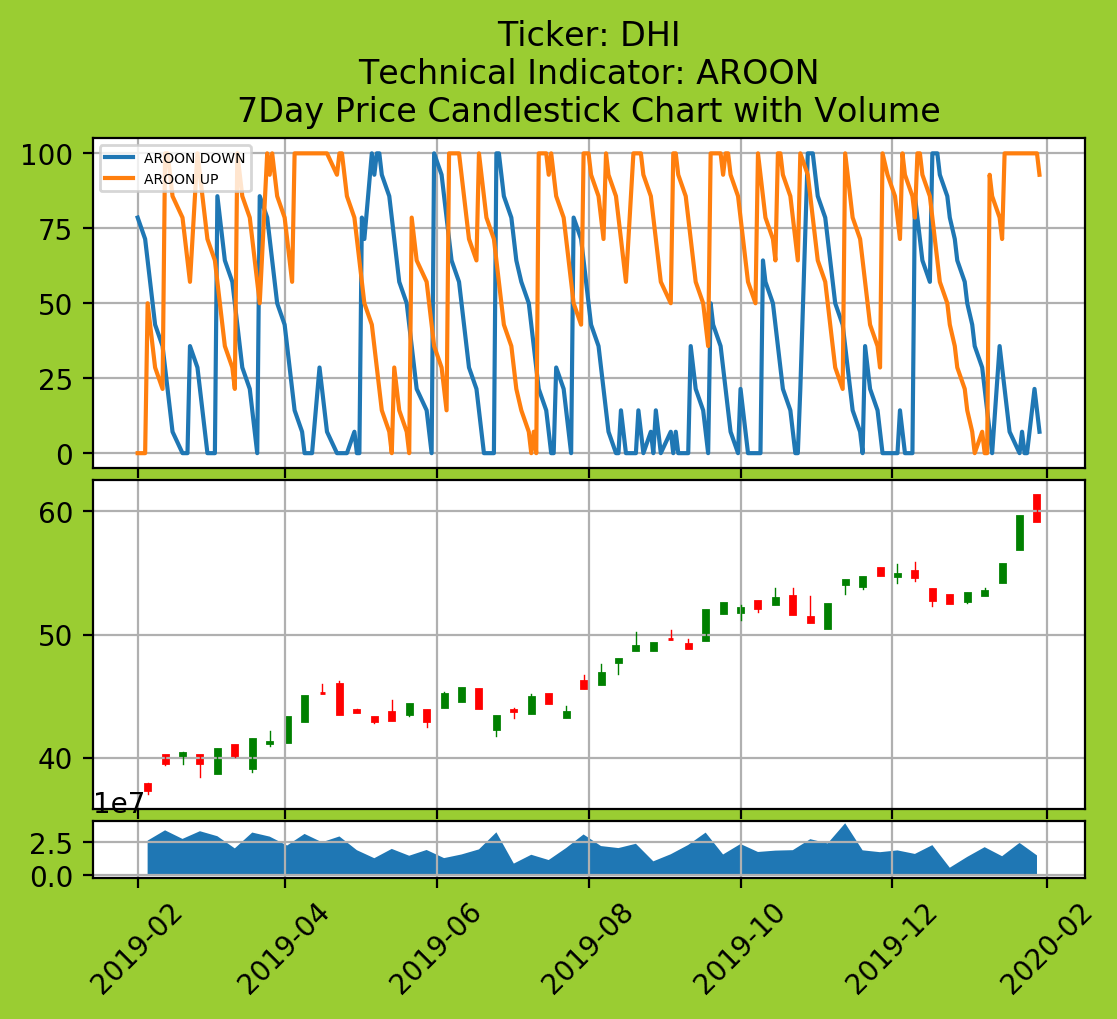 Ticker: DHI
Technical Indicator: AROON
7Day Price Candlestick Chart with Volume
100
75
50
25
0
AROON DOWN
AROON UP
60
50
40
1e7
2.5
0.0
2019-02
2019-04
2019-06
2019-08
2019-10
2019-12
2020-02